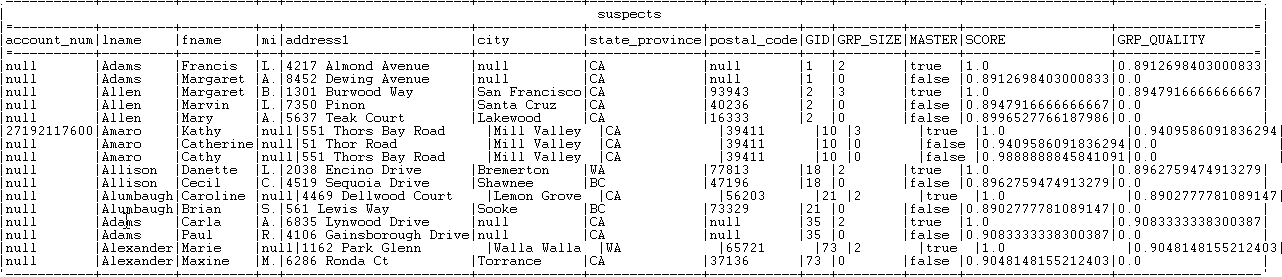 suspects
account_num|lname|fname|mi|address1|city|state_province|postal_code|GID|GRP_SIZE|MASTER|SCORE|GRP_QUALITY
null|Adams|Francis|L.|4217 Almond Avenue|null|CA|null|1|2|true|1.0|0.8912698403000833|
null|Adams|Margaret|A.|8452 Dewing Avenue|null|CA|null|1|0|false|0.8912698403000833|0.0|
null|Allen|Margaret|B.|1301 Burwood Way|San Francisco|CA|93943|2|3|true|1.0|0.8947916666666667|
null|Allen|Marvin|L.|7350 Pinon|Santa Cruz|CA|40236|2|0|false|0.8947916666666667|0.0|
null|Allen|Mary|A.|5637 Teak Court|Lakewood|CA|16333|2|0|false|0.8996527766187986|0.0|
27192117600|Amaro|Kathy|null|551 Thors Bay Road|Mill Valley|CA|39411|10|3|true|1.0|0.9409586091836294|
null|Amaro|Catherine|null|51 Thor Road|Mill Valley|CA|39411|10|0|false|0.9409586091836294|0.0|
null|Amaro|Cathy|null|551 Thors Bay Road|Mill Valley|CA|39411|10|0|false|0.9888888845841091|0.0|
null|Allison|Danette|L.|2038 Encino Drive|Bremerton|WA|77813|18|2|true|1.0|0.8962759474913279|
null|Allison|Cecil|C.|4519 Sequoia Drive|Shawnee|BC|47196|18|0|false|0.8962759474913279|0.0|
null|Alumbaugh|Caroline|null|4469 Dellwood Court|Lemon Grove|CA|56203|21|2|true|1.0|0.8902777781089147|
null|Alumbaugh|Brian|S.|561 Lewis Way|Sooke|BC|73329|21|0|false|0.8902777781089147|0.0|
null|Adams|Carla|A.|6835 Lynwood Drive|null|CA|null|35|2|true|1.0|0.9083333338300387|
null|Adams|Paul|R.|4106 Gainsborough Drive|null|CA|null|35|0|false|0.9083333338300387|0.0|
null|Alexander|Marie|null|1162 Park Glenn|Walla Walla|WA|65721|73|2|true|1.0|0.9048148155212403|
null|Alexander|Maxine|M.|6286 Ronda Ct|Torrance|CA|37136|73|0|false|0.9048148155212403|0.0|